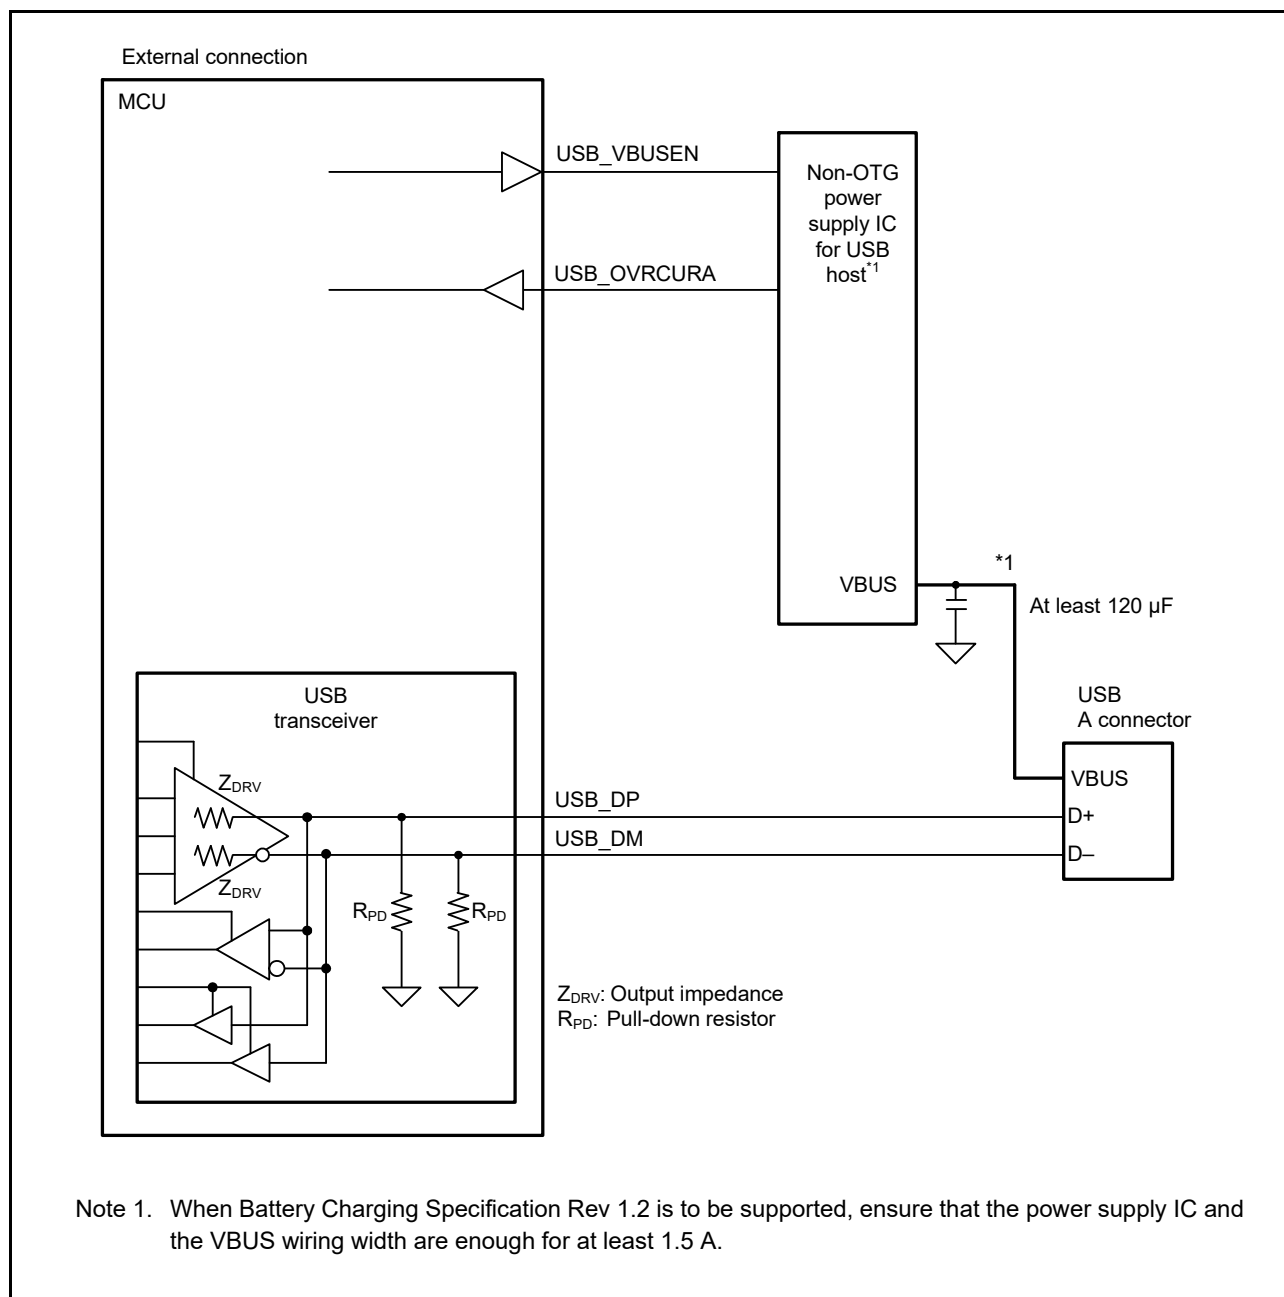 External connection
MCU
USB_VBUSEN
USB_OVRCURA
Non-OTG
power
supply IC
for USB
host*1
VBUS
*1
At least 120 µF
USB
A connector
VBUS
D+
D–
USB
transceiver
ZDRV
ZDRV
USB_DP
USB_DM
RPD
RPD
ZDRV: Output impedance
RPD: Pull-down resistor
Note 1. When Battery Charging Specification Rev 1.2 is to be supported, ensure that the power supply IC and
the VBUS wiring width are enough for at least 1.5 A.